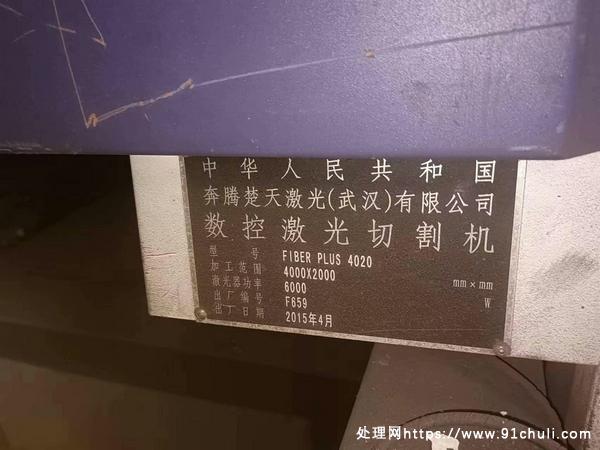 中华人民共和国
奔腾楚天激光(武汉)有限公司
数控激光切割机
型号 FIBER PLUS 4020
加工范围 4000X2000 mm×mm
激光器功率 6000 W
出厂编号 F659
出厂日期 2015年4月
处理网https://www.91chuli.com/